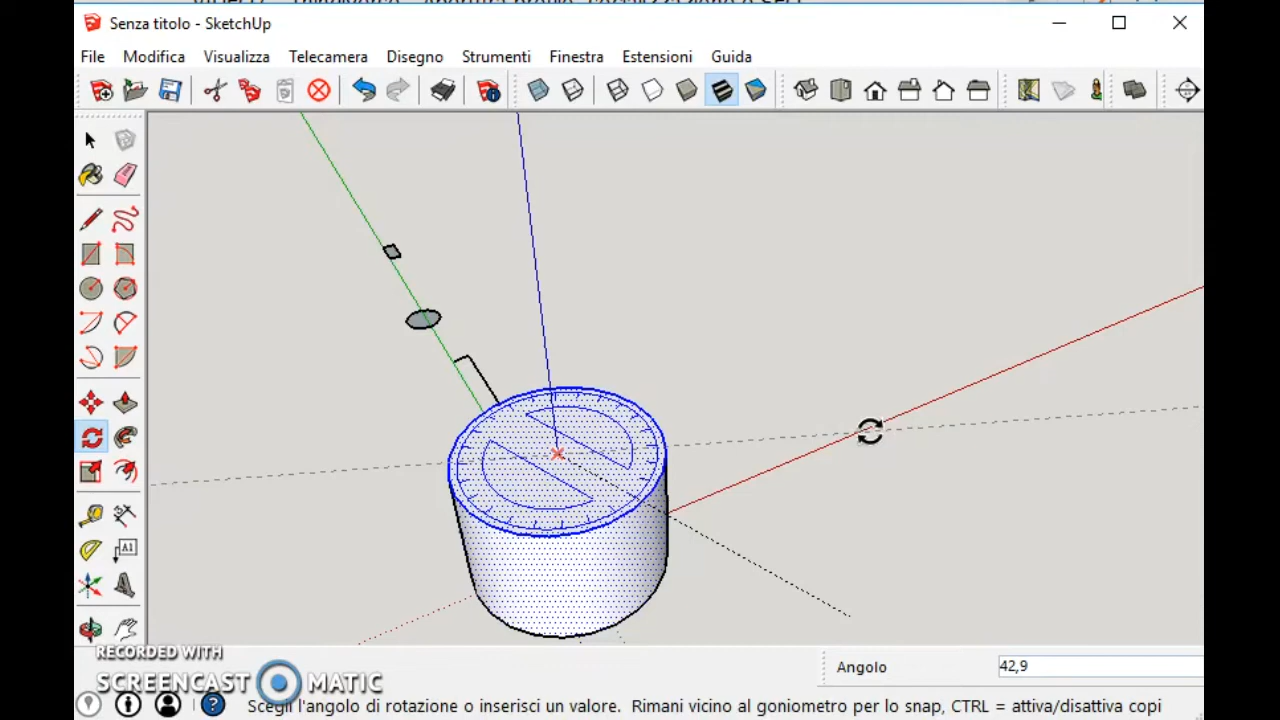 Senza titolo - SketchUp
File Modifica Visualizza Telecamera Disegno Strumenti Finestra Estensioni Guida
A1
Angolo 42,9
RECORDED WITH
SCREENCAST MATIC
Scegli l'angolo di rotazione o inserisci un valore. Rimani vicino al goniometro per lo snap, CTRL = attiva/disattiva copi